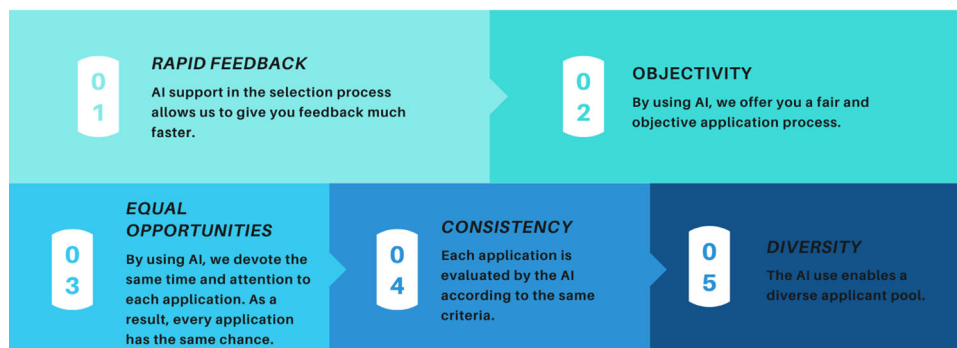 01
RAPID FEEDBACK
AI support in the selection process
allows us to give you feedback much
faster.
02
OBJECTIVITY
By using AI, we offer you a fair and
objective application process.
03
EQUAL
OPPORTUNITIES
By using AI, we devote the
same time and attention to
each application. As a
result, every application
has the same chance.
04
CONSISTENCY
Each application is
evaluated by the AI
according to the same
criteria.
05
DIVERSITY
The AI use enables a
diverse applicant pool.